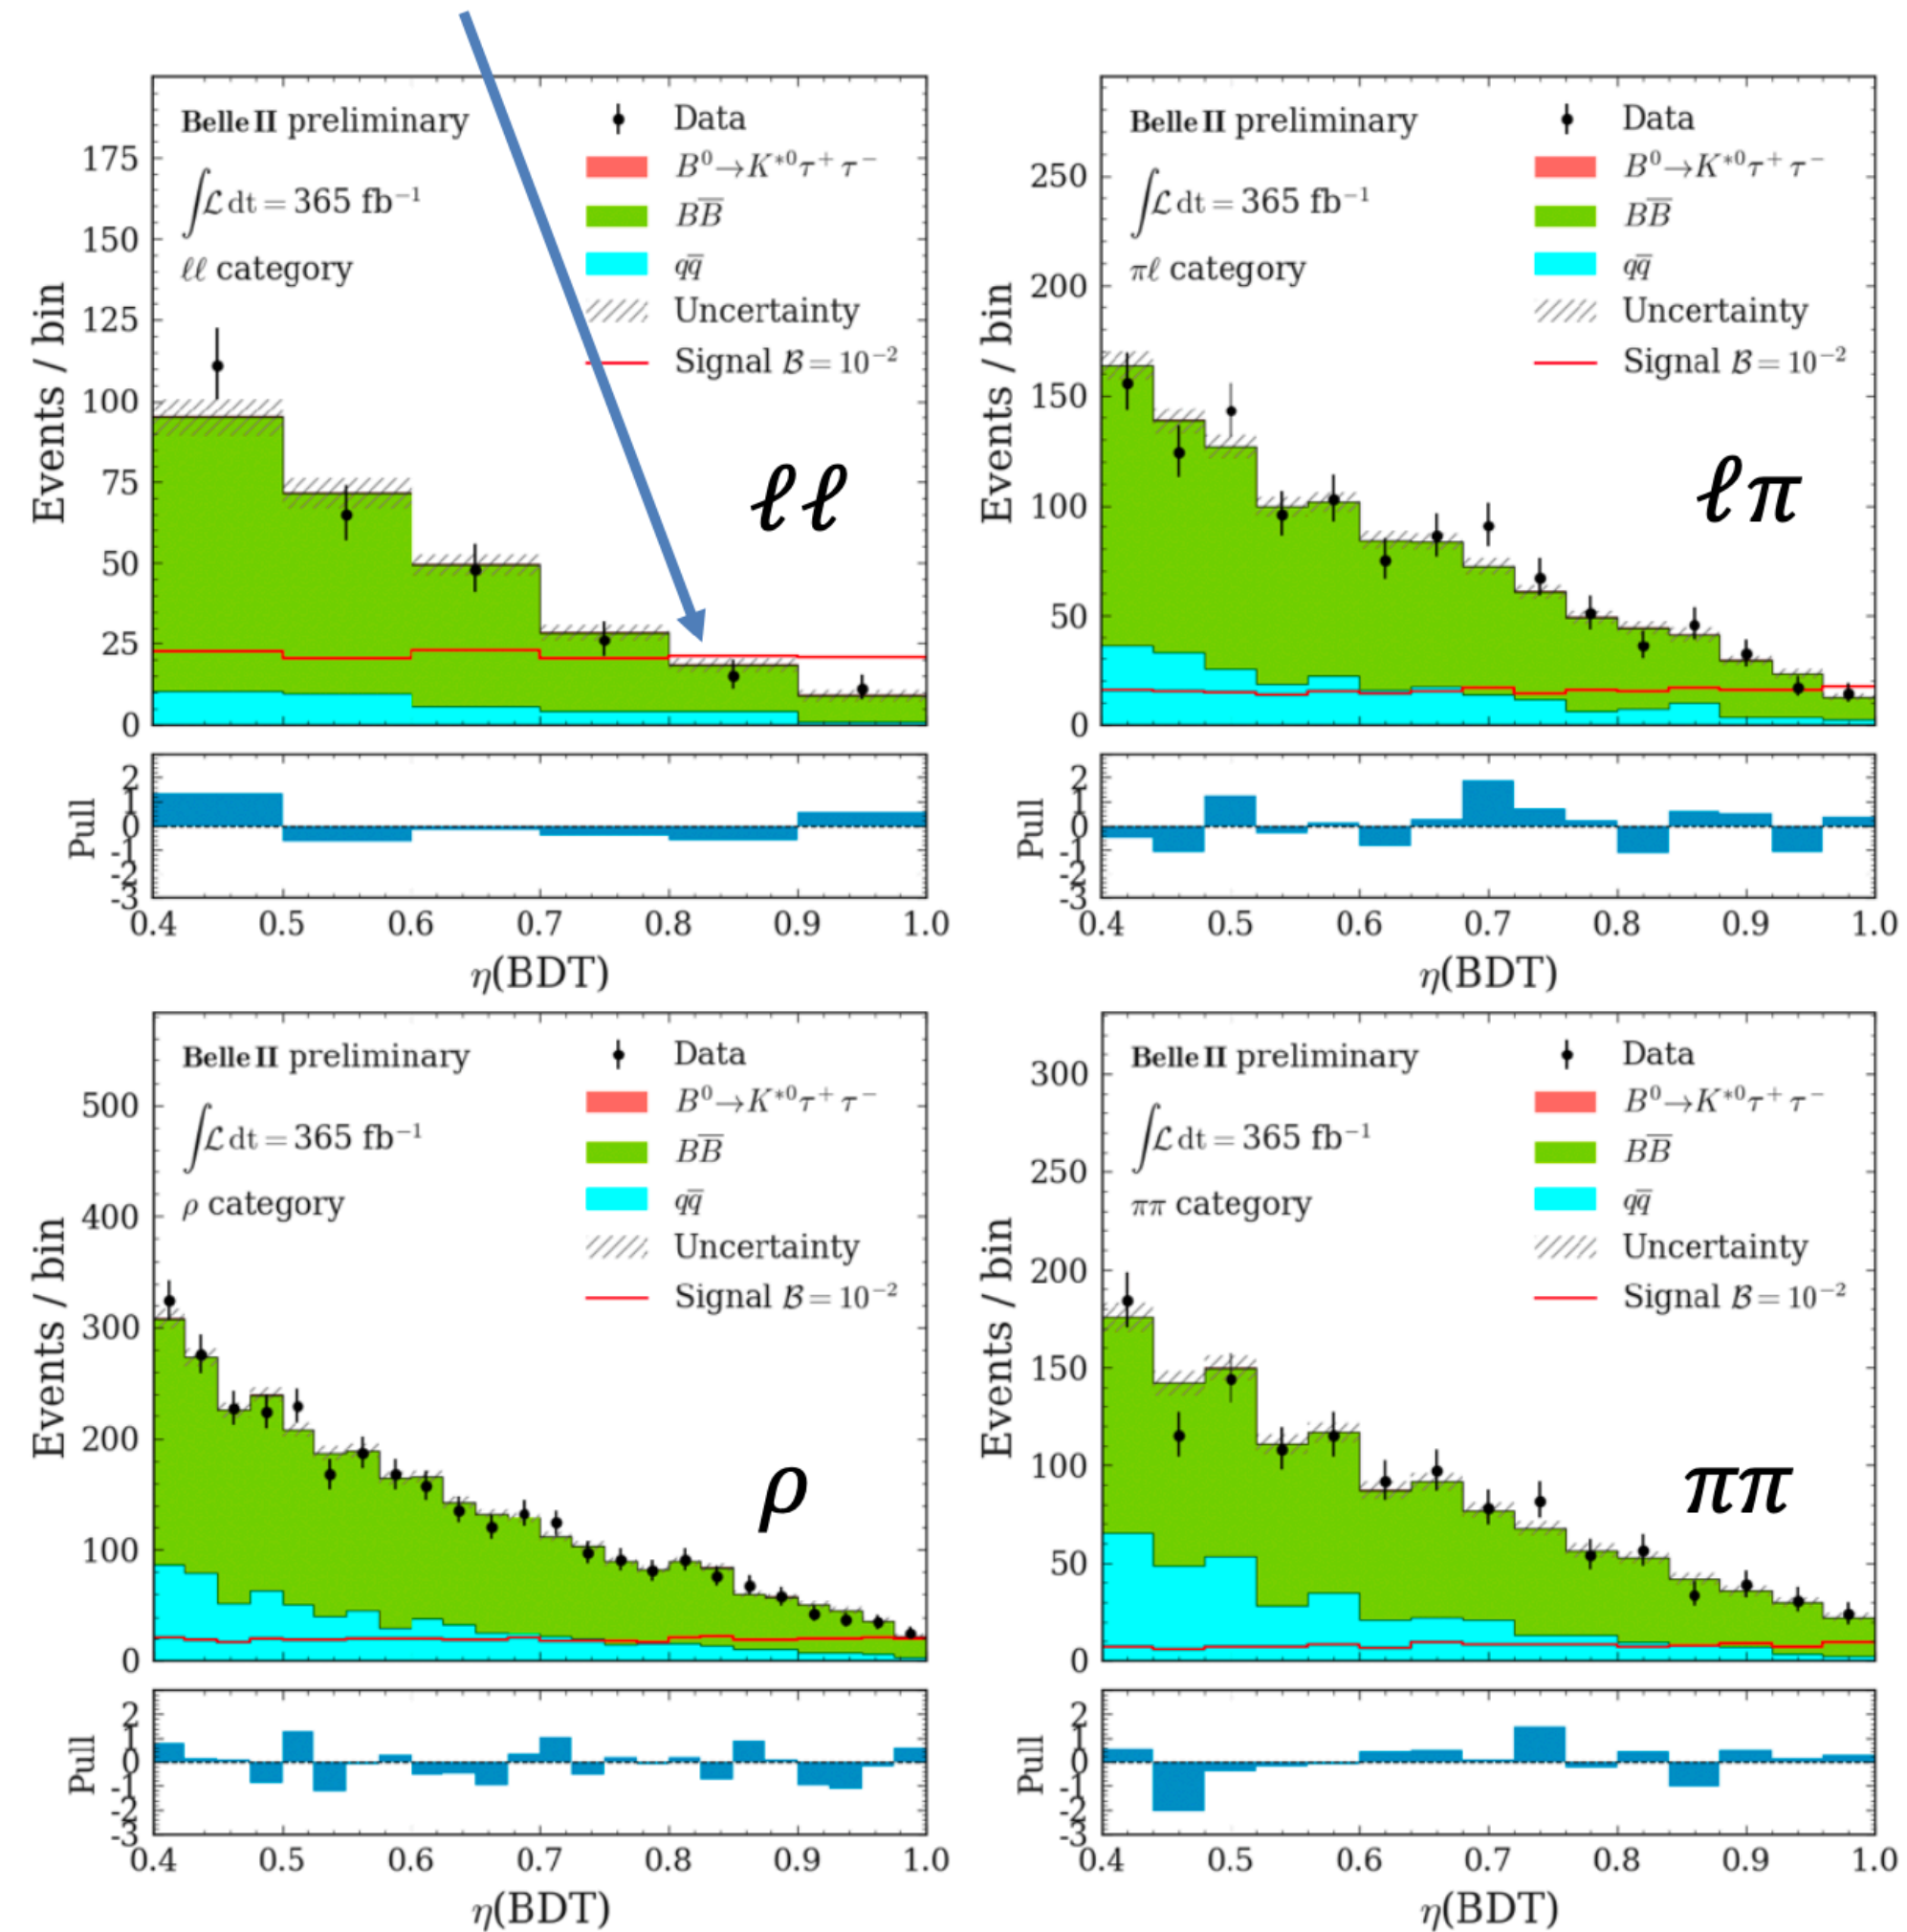 Belle II preliminary
∫ℒ dt = 365 fb⁻¹
ℓℓ category
Data
B⁰→K*⁰τ⁺τ⁻
BB̅
qq̅
Uncertainty
Signal ℬ = 10⁻²
ℓℓ
Events / bin
175
150
125
100
75
50
25
0
Pull
2
1
0
-1
-2
-3
0.4 0.5 0.6 0.7 0.8 0.9 1.0
η(BDT)
Belle II preliminary
∫ℒ dt = 365 fb⁻¹
πℓ category
Data
B⁰→K*⁰τ⁺τ⁻
BB̅
qq̅
Uncertainty
Signal ℬ = 10⁻²
ℓπ
Events / bin
250
200
150
100
50
0
Pull
2
1
0
-1
-2
-3
0.4 0.5 0.6 0.7 0.8 0.9 1.0
η(BDT)
Belle II preliminary
∫ℒ dt = 365 fb⁻¹
ρ category
Data
B⁰→K*⁰τ⁺τ⁻
BB̅
qq̅
Uncertainty
Signal ℬ = 10⁻²
ρ
Events / bin
500
400
300
200
100
0
Pull
2
1
0
-1
-2
-3
0.4 0.5 0.6 0.7 0.8 0.9 1.0
η(BDT)
Belle II preliminary
∫ℒ dt = 365 fb⁻¹
ππ category
Data
B⁰→K*⁰τ⁺τ⁻
BB̅
qq̅
Uncertainty
Signal ℬ = 10⁻²
ππ
Events / bin
300
250
200
150
100
50
0
Pull
2
1
0
-1
-2
-3
0.4 0.5 0.6 0.7 0.8 0.9 1.0
η(BDT)